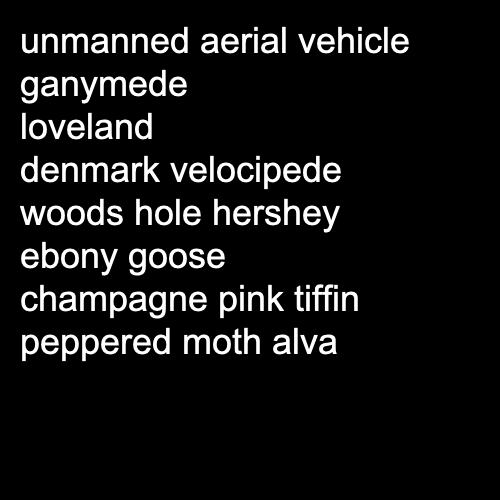 unmanned aerial vehicle
ganymede
loveland
denmark velocipede
woods hole hershey
ebony goose
champagne pink tiffin
peppered moth alva